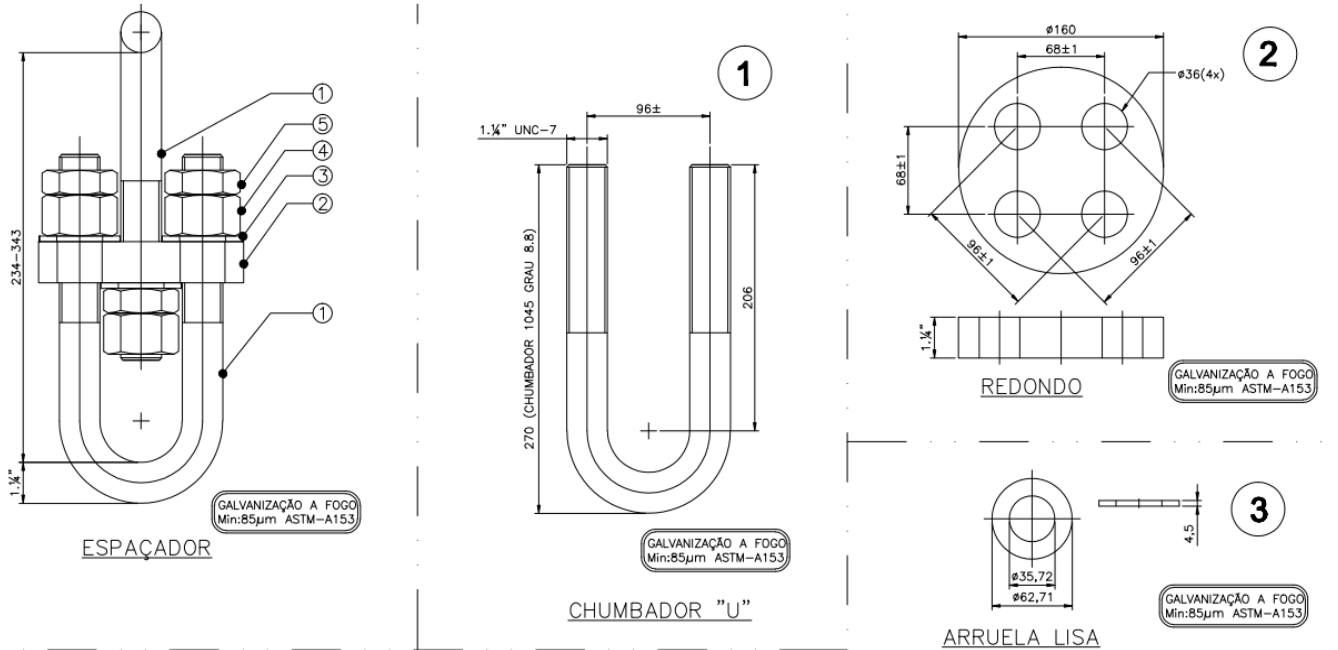 1
5
4
3
2
1
234-343
1.¼"
GALVANIZAÇÃO A FOGO
Min:85µm ASTM-A153
ESPAÇADOR
1
96±
1.¼" UNC-7
270 (CHUMBADOR 1045 GRAU 8.8)
206
GALVANIZAÇÃO A FOGO
Min:85µm ASTM-A153
CHUMBADOR "U"
2
ø160
68±1
ø36(4x)
68±1
96±1
96±1
1.¼"
REDONDO
GALVANIZAÇÃO A FOGO
Min:85µm ASTM-A153
3
4,5
ø35,72
ø62,71
GALVANIZAÇÃO A FOGO
Min:85µm ASTM-A153
ARRUELA LISA